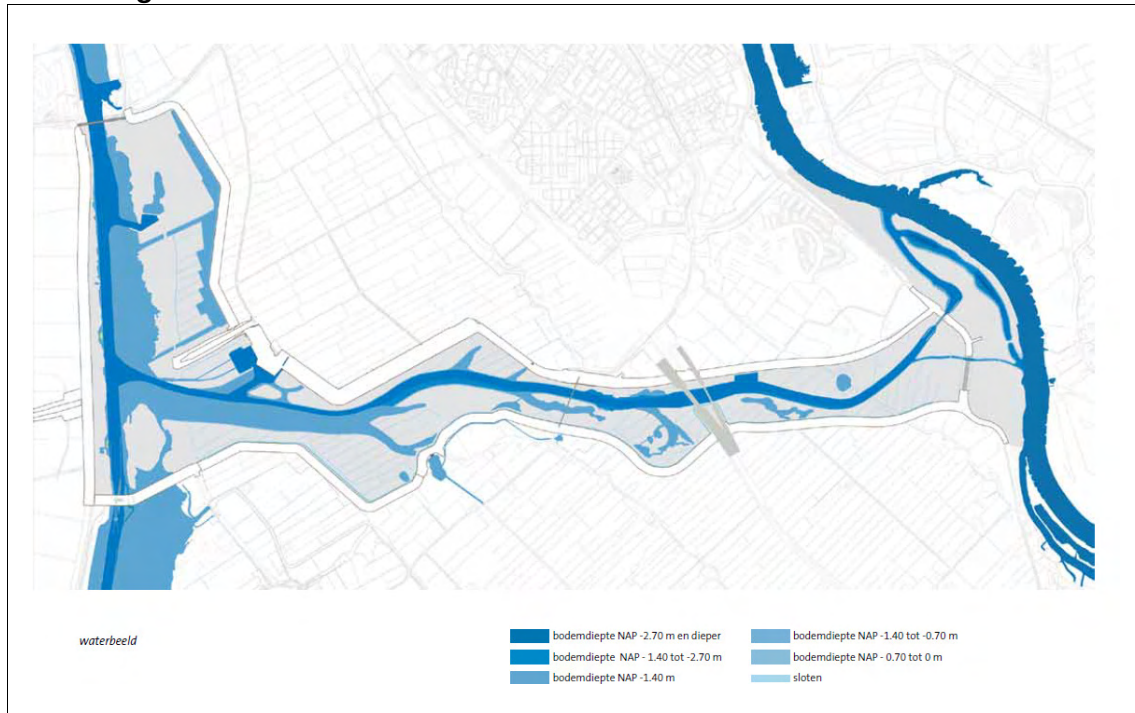 waterbeeld
bodemdiepte NAP -2.70 m en dieper
bodemdiepte NAP - 1.40 tot -2.70 m
bodemdiepte NAP -1.40 m
bodemdiepte NAP -1.40 tot -0.70 m
bodemdiepte NAP - 0.70 tot 0 m
sloten